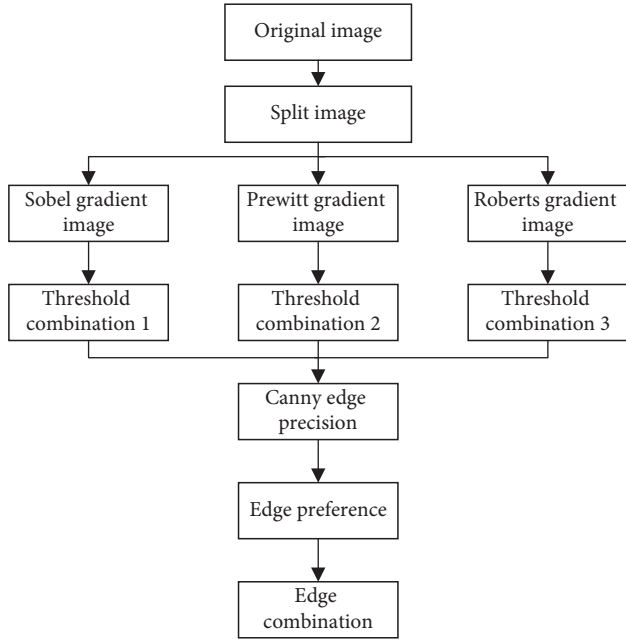 Original image
Split image
Sobel gradient
image
Prewitt gradient
image
Roberts gradient
image
Threshold
combination 1
Threshold
combination 2
Threshold
combination 3
Canny edge
precision
Edge preference
Edge
combination